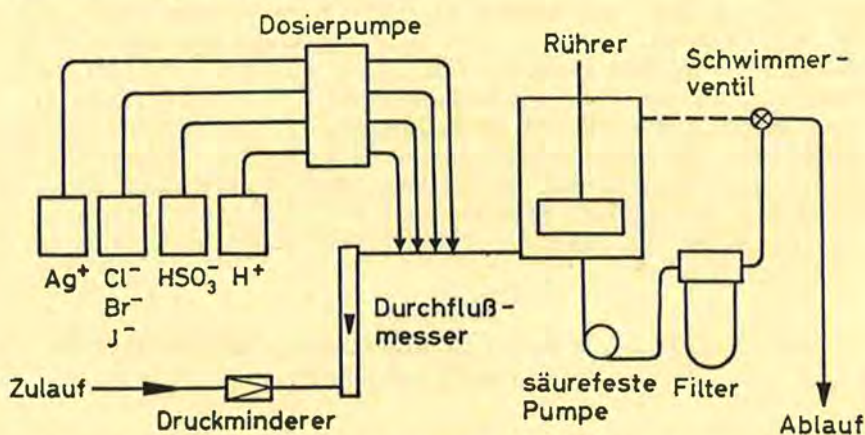 Dosierpumpe
Rührer
Schwimmer-
ventil
Ag⁺
Cl⁻
Br⁻
J⁻
HSO₃⁻
H⁺
Durchfluß-
messer
Zulauf
Druckminderer
säurefeste
Pumpe
Filter
Ablauf